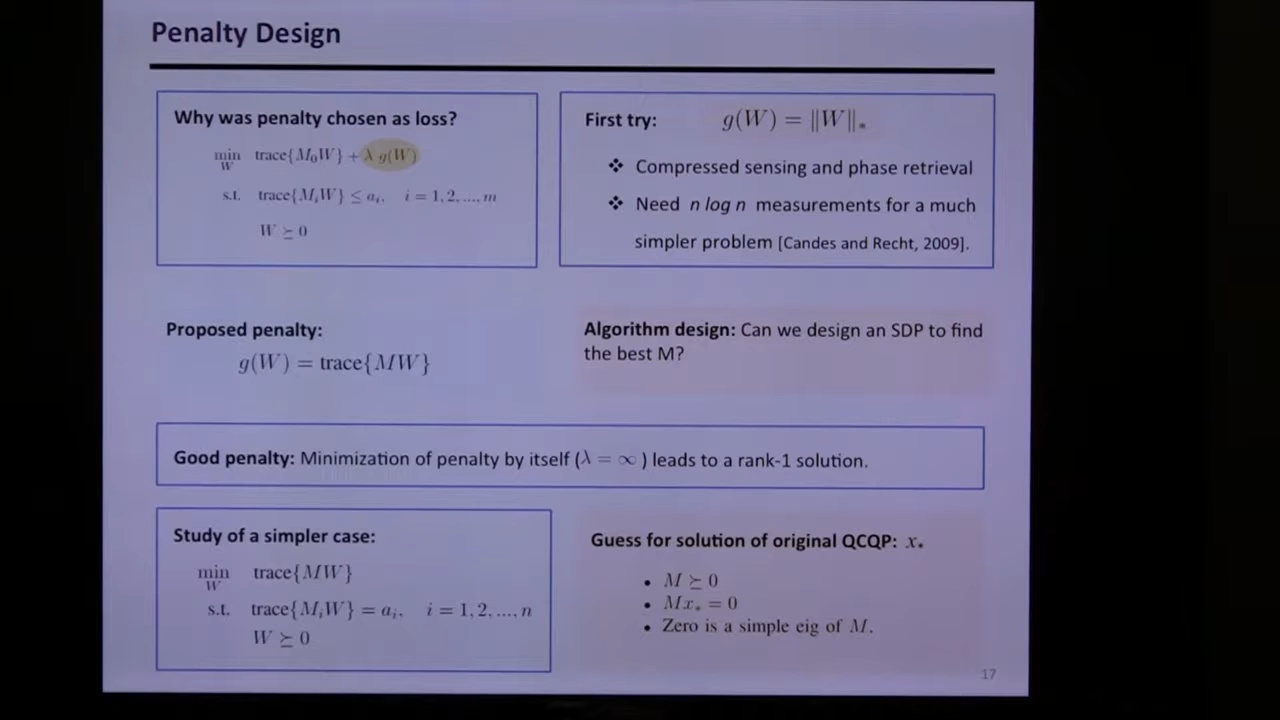 Penalty Design
Why was penalty chosen as loss?
min trace{M₀W} + λ g(W)
W
s.t. trace{MᵢW} ≤ aᵢ, i = 1, 2, ..., m
W ⪰ 0
First try: g(W) = ‖W‖*
❖ Compressed sensing and phase retrieval
❖ Need n log n measurements for a much
simpler problem [Candes and Recht, 2009].
Proposed penalty:
g(W) = trace{MW}
Algorithm design: Can we design an SDP to find
the best M?
Good penalty: Minimization of penalty by itself (λ = ∞ ) leads to a rank-1 solution.
Study of a simpler case:
min trace{MW}
W
s.t. trace{MᵢW} = aᵢ, i = 1, 2, ..., n
W ⪰ 0
Guess for solution of original QCQP: x*
• M ⪰ 0
• Mx* = 0
• Zero is a simple eig of M.
17